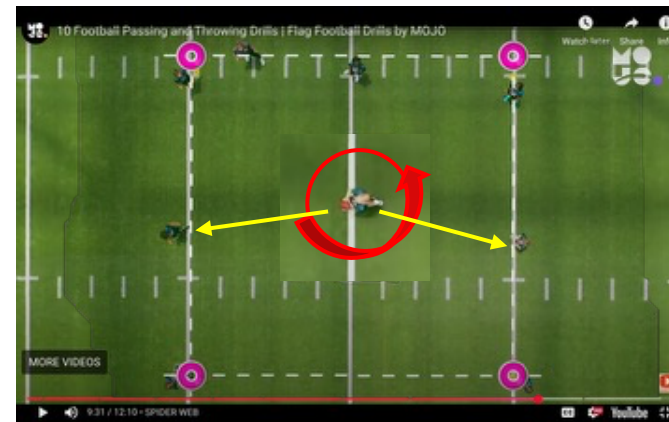 10 Football Passing and Throwing Drills | Flag Football Drills by MOJO
Watch later Share
MORE VIDEOS
9:31 / 12:10 • SPIDER WEB
YouTube